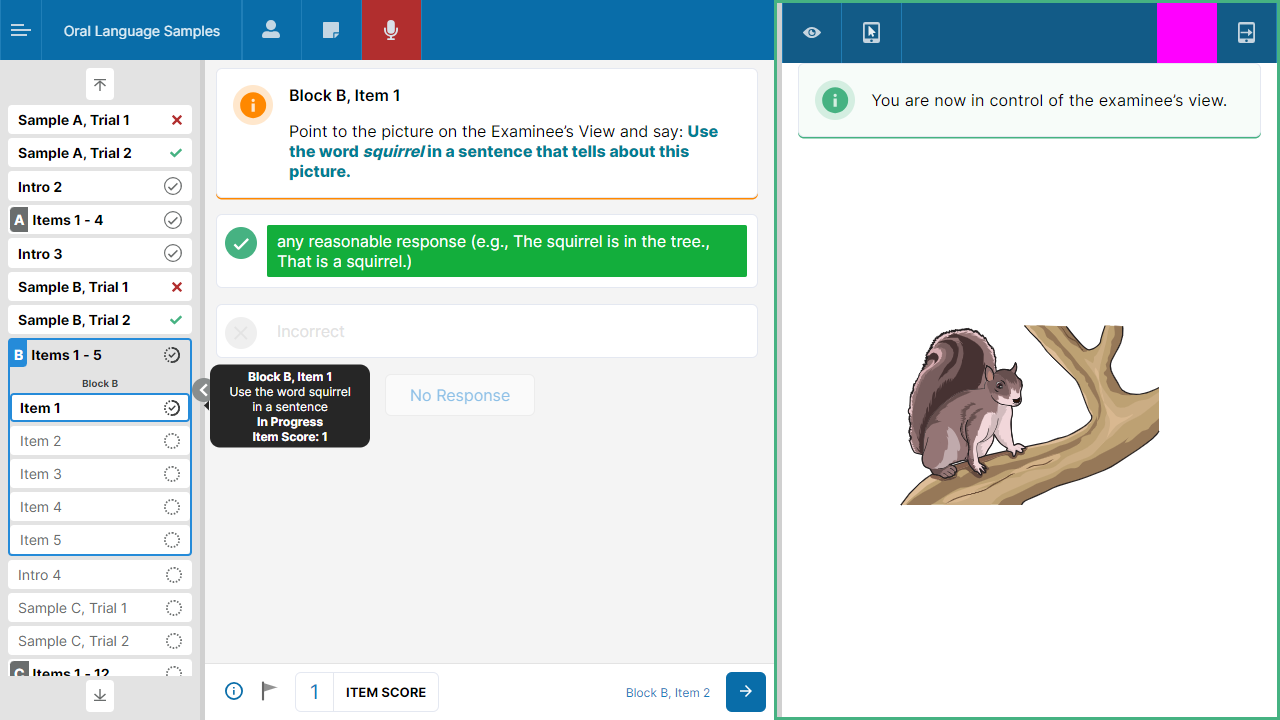 Oral Language Samples
Sample A, Trial 1
Sample A, Trial 2
Intro 2
A Items 1 - 4
Intro 3
Sample B, Trial 1
Sample B, Trial 2
B Items 1 - 5
Block B
Item 1
Item 2
Item 3
Item 4
Item 5
Intro 4
Sample C, Trial 1
Sample C, Trial 2
C Items 1 - 12
Block B, Item 1
Point to the picture on the Examinee’s View and say: Use
the word squirrel in a sentence that tells about this
picture.
any reasonable response (e.g., The squirrel is in the tree.,
That is a squirrel.)
Incorrect
Block B, Item 1
Use the word squirrel
in a sentence
In Progress
Item Score: 1
No Response
1 ITEM SCORE
Block B, Item 2
You are now in control of the examinee’s view.